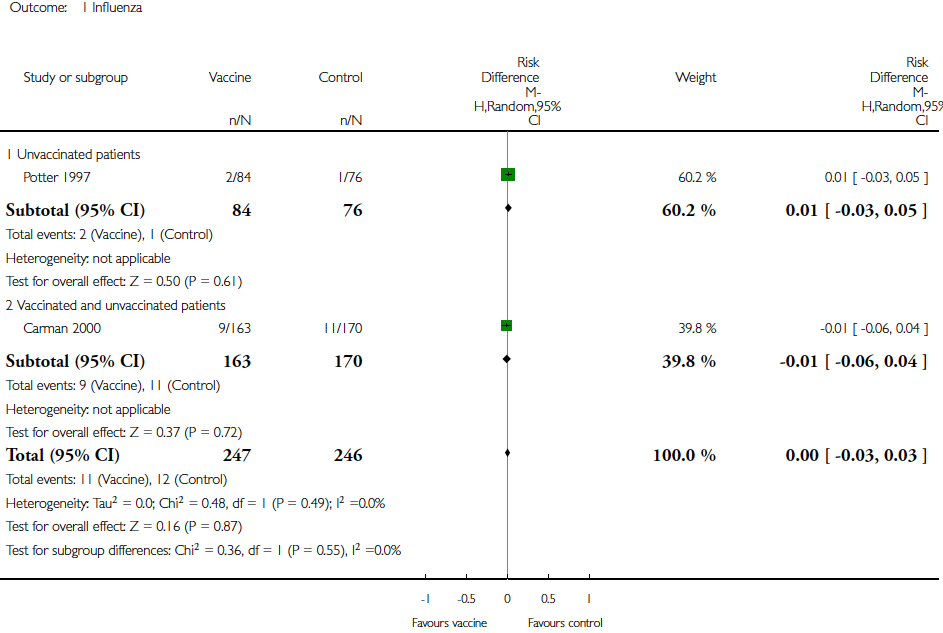 Outcome: 1 Influenza
Study or subgroup Vaccine Control Risk Difference Weight Risk Difference
n/N n/N M-H,Random,95% CI M-H,Random,95% CI
1 Unvaccinated patients
Potter 1997 2/84 1/76 60.2 % 0.01 [ -0.03, 0.05 ]
Subtotal (95% CI) 84 76 60.2 % 0.01 [ -0.03, 0.05 ]
Total events: 2 (Vaccine), 1 (Control)
Heterogeneity: not applicable
Test for overall effect: Z = 0.50 (P = 0.61)
2 Vaccinated and unvaccinated patients
Carman 2000 9/163 11/170 39.8 % -0.01 [ -0.06, 0.04 ]
Subtotal (95% CI) 163 170 39.8 % -0.01 [ -0.06, 0.04 ]
Total events: 9 (Vaccine), 11 (Control)
Heterogeneity: not applicable
Test for overall effect: Z = 0.37 (P = 0.72)
Total (95% CI) 247 246 100.0 % 0.00 [ -0.03, 0.03 ]
Total events: 11 (Vaccine), 12 (Control)
Heterogeneity: Tau² = 0.0; Chi² = 0.48, df = 1 (P = 0.49); I² =0.0%
Test for overall effect: Z = 0.16 (P = 0.87)
Test for subgroup differences: Chi² = 0.36, df = 1 (P = 0.55), I² =0.0%
-1 -0.5 0 0.5 1
Favours vaccine Favours control